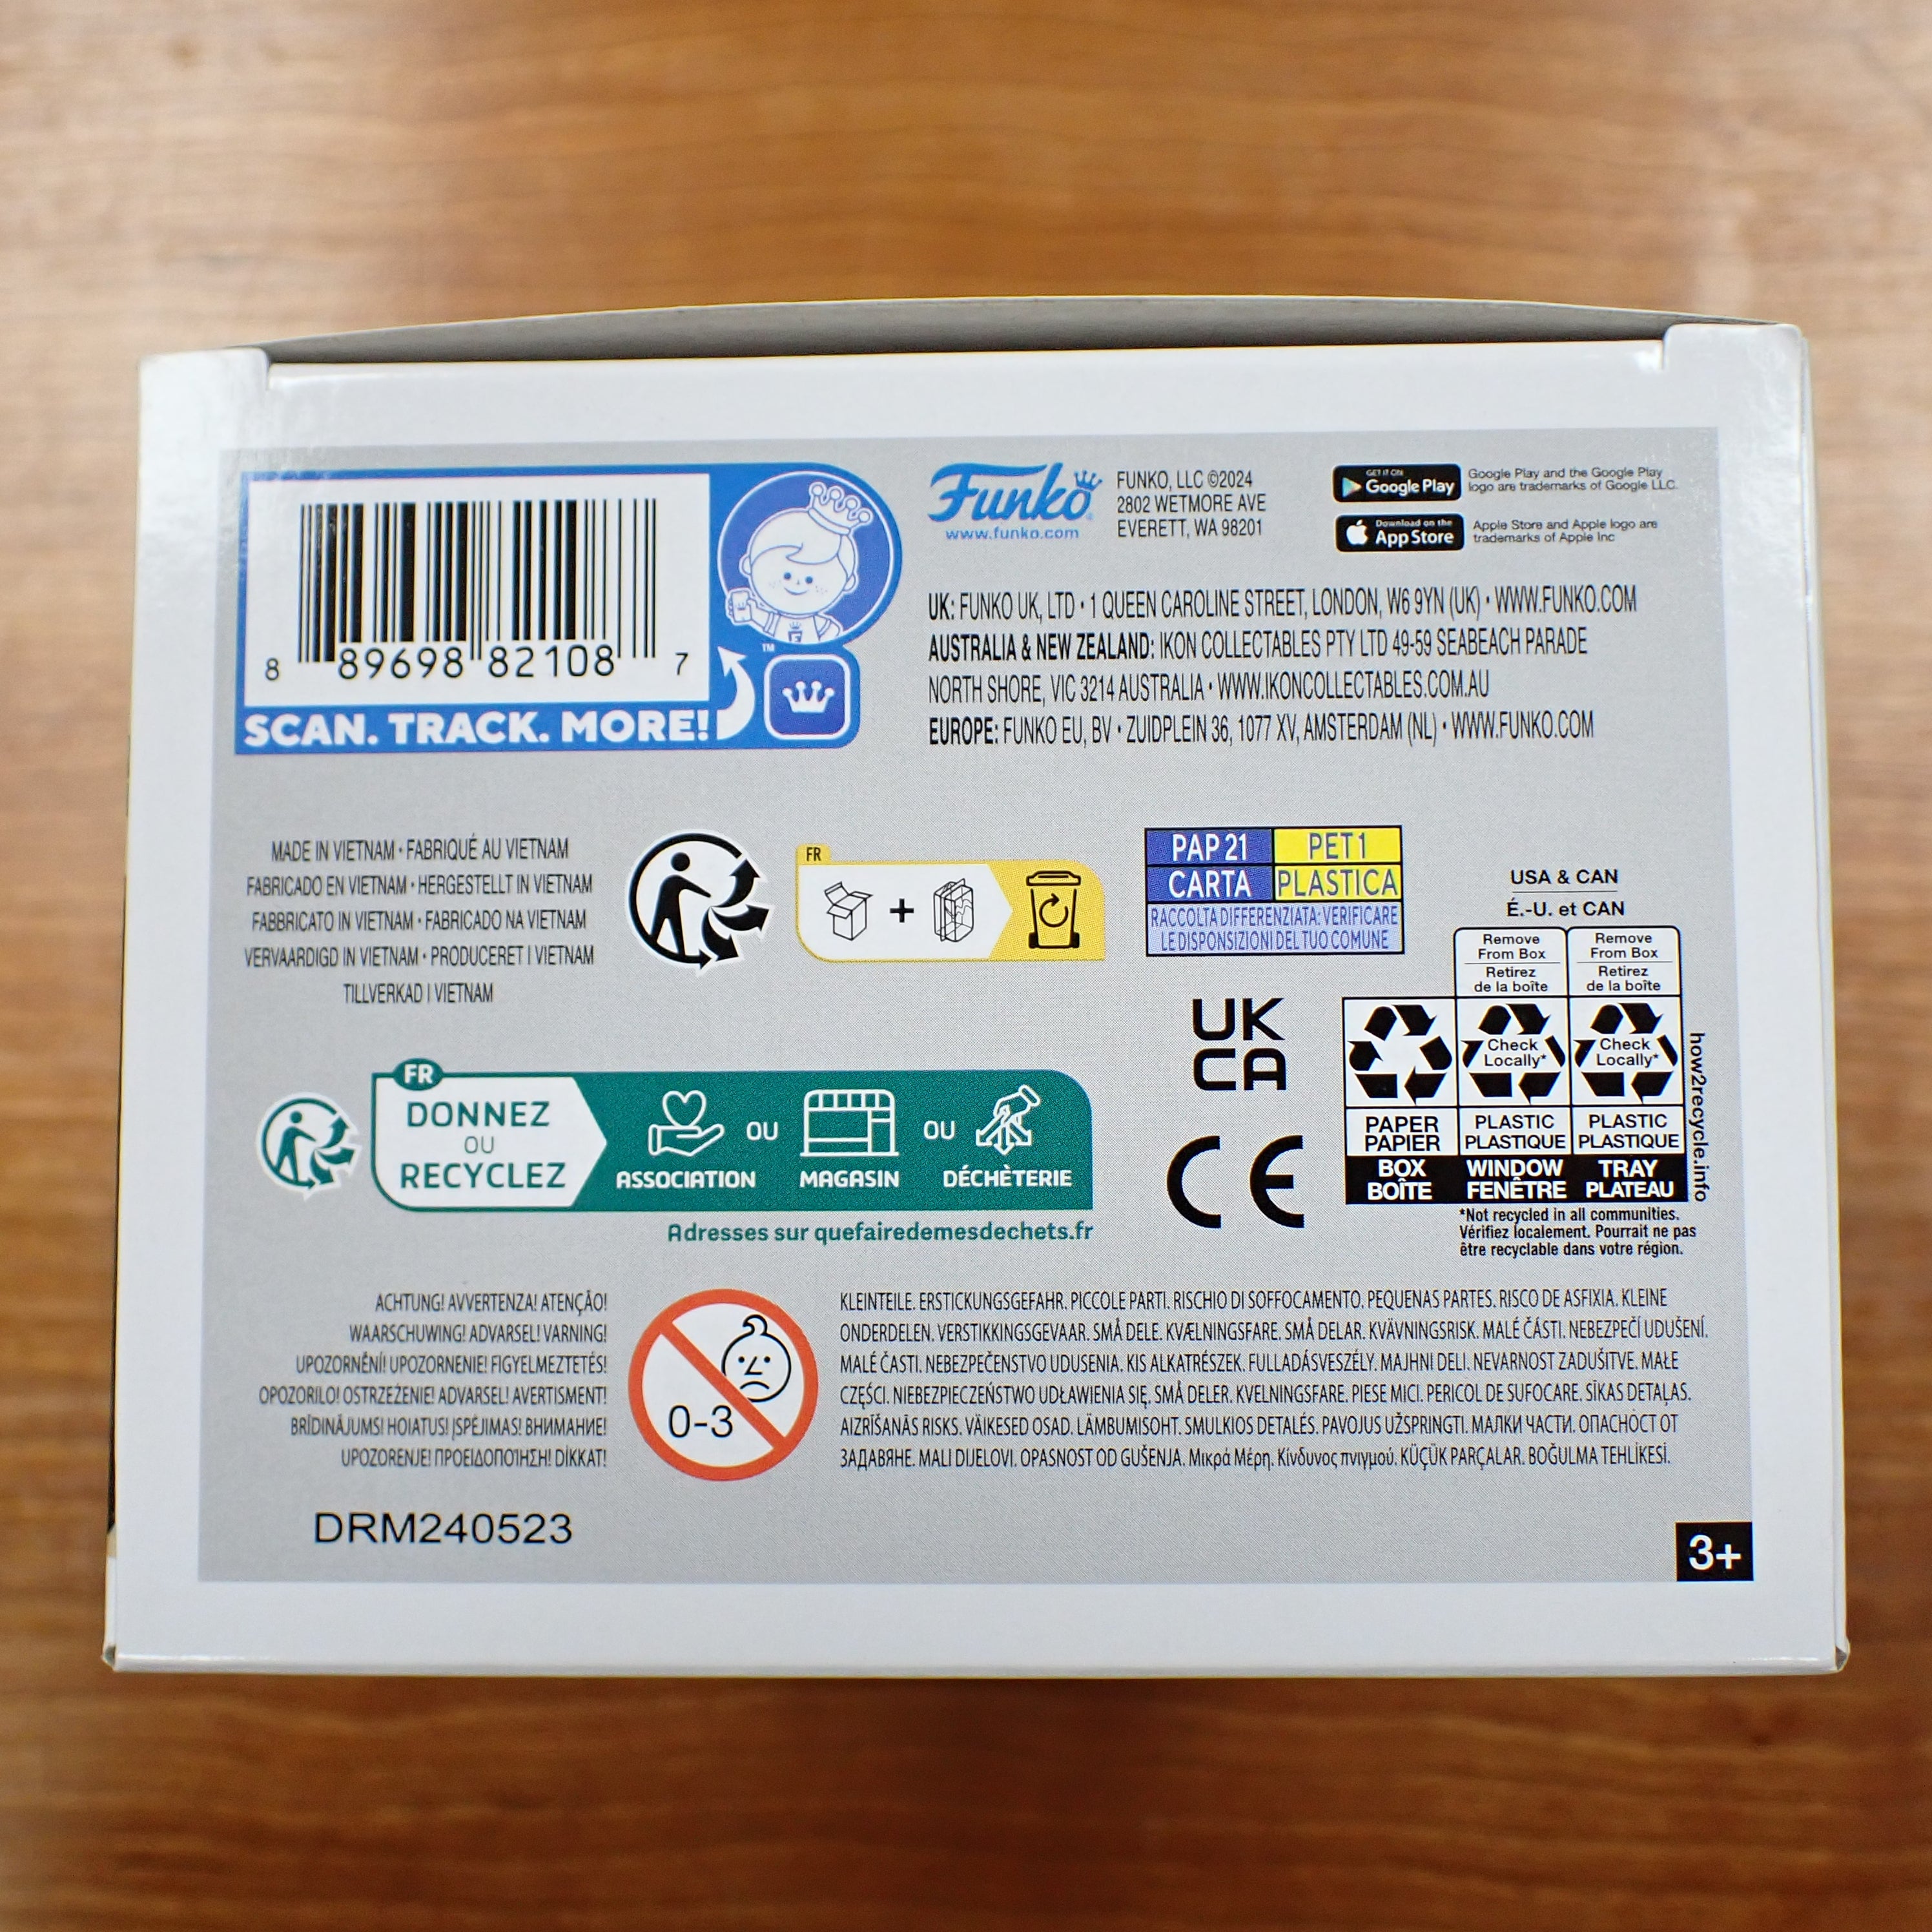 8 89698 82108 7
SCAN. TRACK. MORE!
TM
Funko
www.funko.com
FUNKO, LLC ©2024
2802 WETMORE AVE
EVERETT, WA 98201
GET IT ON
Google Play
Google Play and the Google Play
logo are trademarks of Google LLC.
Download on the
App Store
Apple Store and Apple logo are
trademarks of Apple Inc
UK: FUNKO UK, LTD • 1 QUEEN CAROLINE STREET, LONDON, W6 9YN (UK) • WWW.FUNKO.COM
AUSTRALIA & NEW ZEALAND: IKON COLLECTABLES PTY LTD 49-59 SEABEACH PARADE
NORTH SHORE, VIC 3214 AUSTRALIA • WWW.IKONCOLLECTABLES.COM.AU
EUROPE: FUNKO EU, BV • ZUIDPLEIN 36, 1077 XV, AMSTERDAM (NL) • WWW.FUNKO.COM
MADE IN VIETNAM • FABRIQUÉ AU VIETNAM
FABRICADO EN VIETNAM • HERGESTELLT IN VIETNAM
FABBRICATO IN VIETNAM • FABRICADO NA VIETNAM
VERVAARDIGD IN VIETNAM • PRODUCERET I VIETNAM
TILLVERKAD I VIETNAM
FR
+
PAP 21 PET 1
CARTA PLASTICA
RACCOLTA DIFFERENZIATA: VERIFICARE
LE DISPONSIZIONI DEL TUO COMUNE
USA & CAN
É.-U. et CAN
Remove
From Box
Retirez
de la boîte
Remove
From Box
Retirez
de la boîte
Check
Locally*
Check
Locally*
PAPER
PAPIER
PLASTIC
PLASTIQUE
PLASTIC
PLASTIQUE
BOX
BOÎTE
WINDOW
FENÊTRE
TRAY
PLATEAU
how2recycle.info
*Not recycled in all communities.
Vérifiez localement. Pourrait ne pas
être recyclable dans votre région.
UK
CA
CE
FR
DONNEZ
OU
RECYCLEZ
ASSOCIATION OU MAGASIN OU DÉCHÈTERIE
Adresses sur quefairedemesdechets.fr
ACHTUNG! AVVERTENZA! ATENÇÃO!
WAARSCHUWING! ADVARSEL! VARNING!
UPOZORNĚNÍ! UPOZORNENIE! FIGYELMEZTETÉS!
OPOZORILO! OSTRZEŻENIE! ADVARSEL! AVERTISMENT!
BRĪDINĀJUMS! HOIATUS! ĮSPĖJIMAS! ВНИМАНИЕ!
UPOZORENJE! ΠΡΟΕΙΔΟΠΟΊΗΣΗ! DİKKAT!
0-3
KLEINTEILE. ERSTICKUNGSGEFAHR. PICCOLE PARTI. RISCHIO DI SOFFOCAMENTO. PEQUENAS PARTES. RISCO DE ASFIXIA. KLEINE
ONDERDELEN. VERSTIKKINGSGEVAAR. SMÅ DELE. KVÆLNINGSFARE. SMÅ DELAR. KVÄVNINGSRISK. MALÉ ČÁSTI. NEBEZPEČÍ UDUŠENÍ.
MALÉ ČASTI. NEBEZPEČENSTVO UDUSENIA. KIS ALKATRÉSZEK. FULLADÁSVESZÉLY. MAJHNI DELI. NEVARNOST ZADUŠITVE. MAŁE
CZĘŚCI. NIEBEZPIECZEŃSTWO UDŁAWIENIA SIĘ. SMÅ DELER. KVELNINGSFARE. PIESE MICI. PERICOL DE SUFOCARE. SĪKAS DETAĻAS.
AIZRĪŠANĀS RISKS. VÄIKESED OSAD. LÄMBUMISOHT. SMULKIOS DETALĖS. PAVOJUS UŽSPRINGTI. МАЛКИ ЧАСТИ. ОПАСНОСТ ОТ
ЗАДАВЯНЕ. MALI DIJELOVI. OPASNOST OD GUŠENJA. Μικρά Μέρη. Κίνδυνος πνιγμού. KÜÇÜK PARÇALAR. BOĞULMA TEHLİKESİ.
DRM240523
3+